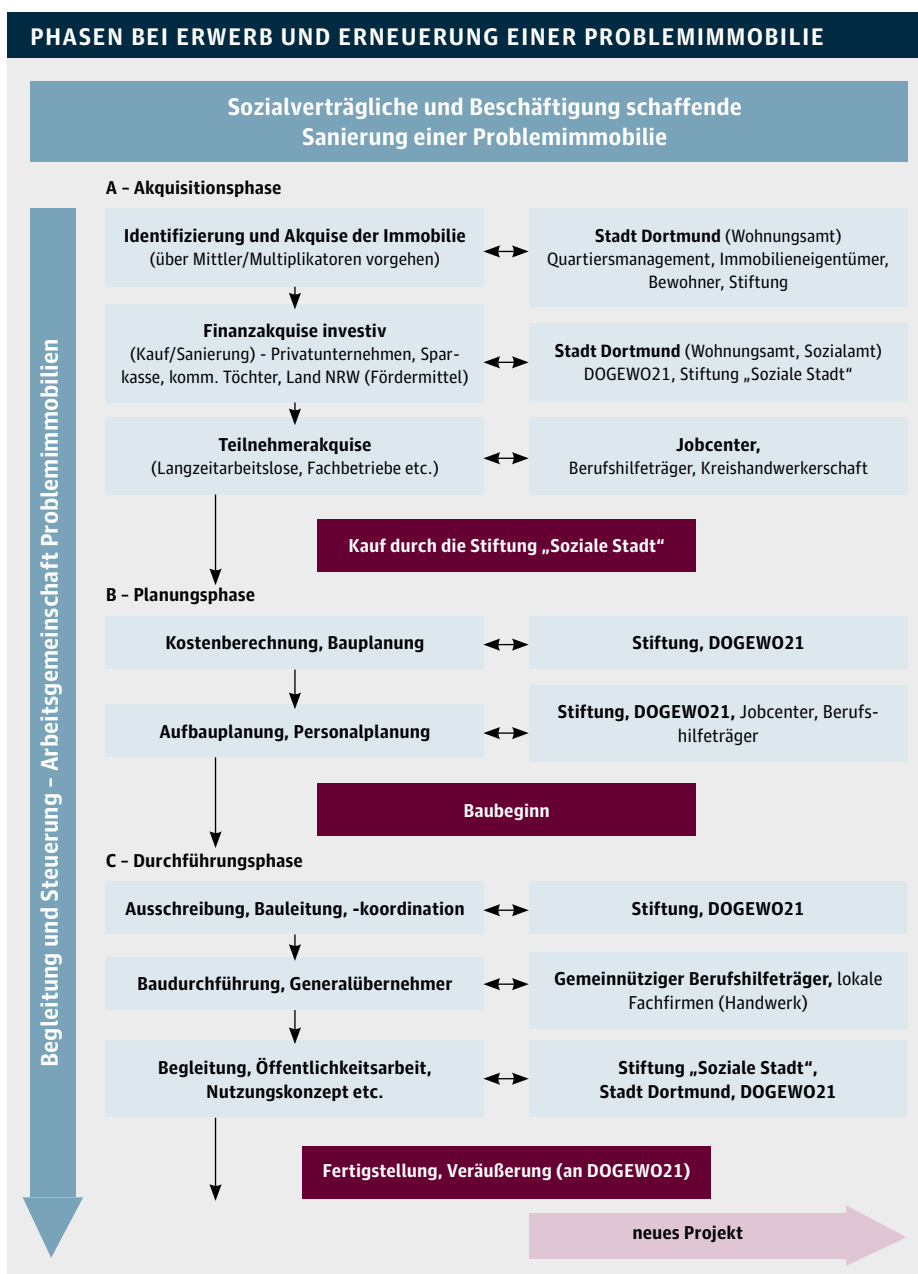 PHASEN BEI ERWERB UND ERNEUERUNG EINER PROBLEMIMMOBILIE
Sozialverträgliche und Beschäftigung schaffende
Sanierung einer Problemimmobilie
Begleitung und Steuerung – Arbeitsgemeinschaft Problemimmobilien
A – Akquisitionsphase
Identifizierung und Akquise der Immobilie
(über Mittler/Multiplikatoren vorgehen)
Stadt Dortmund (Wohnungsamt)
Quartiersmanagement, Immobilieneigentümer,
Bewohner, Stiftung
Finanzakquise investiv
(Kauf/Sanierung) - Privatunternehmen, Spar-
kasse, komm. Töchter, Land NRW (Fördermittel)
Stadt Dortmund (Wohnungsamt, Sozialamt)
DOGEWO21, Stiftung „Soziale Stadt“
Teilnehmerakquise
(Langzeitarbeitslose, Fachbetriebe etc.)
Jobcenter,
Berufshilfeträger, Kreishandwerkerschaft
Kauf durch die Stiftung „Soziale Stadt“
B – Planungsphase
Kostenberechnung, Bauplanung
Stiftung, DOGEWO21
Aufbauplanung, Personalplanung
Stiftung, DOGEWO21, Jobcenter, Berufs-
hilfeträger
Baubeginn
C – Durchführungsphase
Ausschreibung, Bauleitung, -koordination
Stiftung, DOGEWO21
Baudurchführung, Generalübernehmer
Gemeinnütziger Berufshilfeträger, lokale
Fachfirmen (Handwerk)
Begleitung, Öffentlichkeitsarbeit,
Nutzungskonzept etc.
Stiftung „Soziale Stadt“,
Stadt Dortmund, DOGEWO21
Fertigstellung, Veräußerung (an DOGEWO21)
neues Projekt